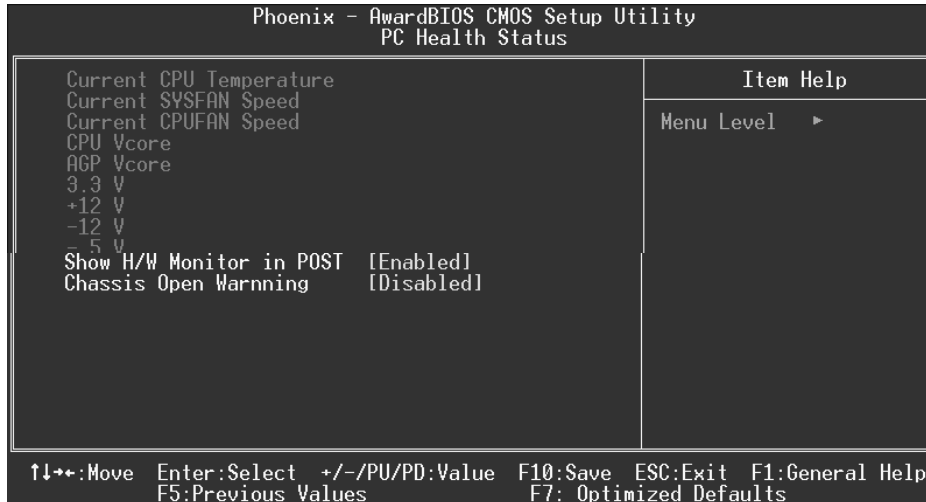 Phoenix - AwardBIOS CMOS Setup Utility
PC Health Status
Current CPU Temperature
Current SYSFAN Speed
Current CPUFAN Speed
CPU Vcore
AGP Vcore
3.3 V
+12 V
-12 V
- 5 V
Show H/W Monitor in POST [Enabled]
Chassis Open Warnning [Disabled]
Item Help
Menu Level ►
↑↓→←:Move Enter:Select +/-/PU/PD:Value F10:Save ESC:Exit F1:General Help
F5:Previous Values F7: Optimized Defaults